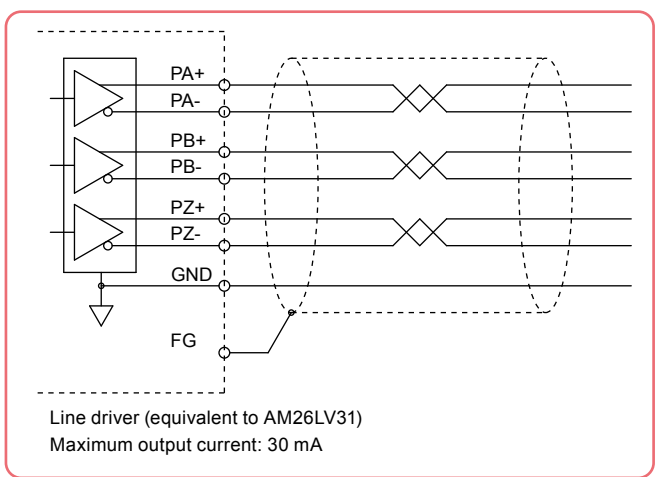 PA+
PA-
PB+
PB-
PZ+
PZ-
GND
FG
Line driver (equivalent to AM26LV31)
Maximum output current: 30 mA